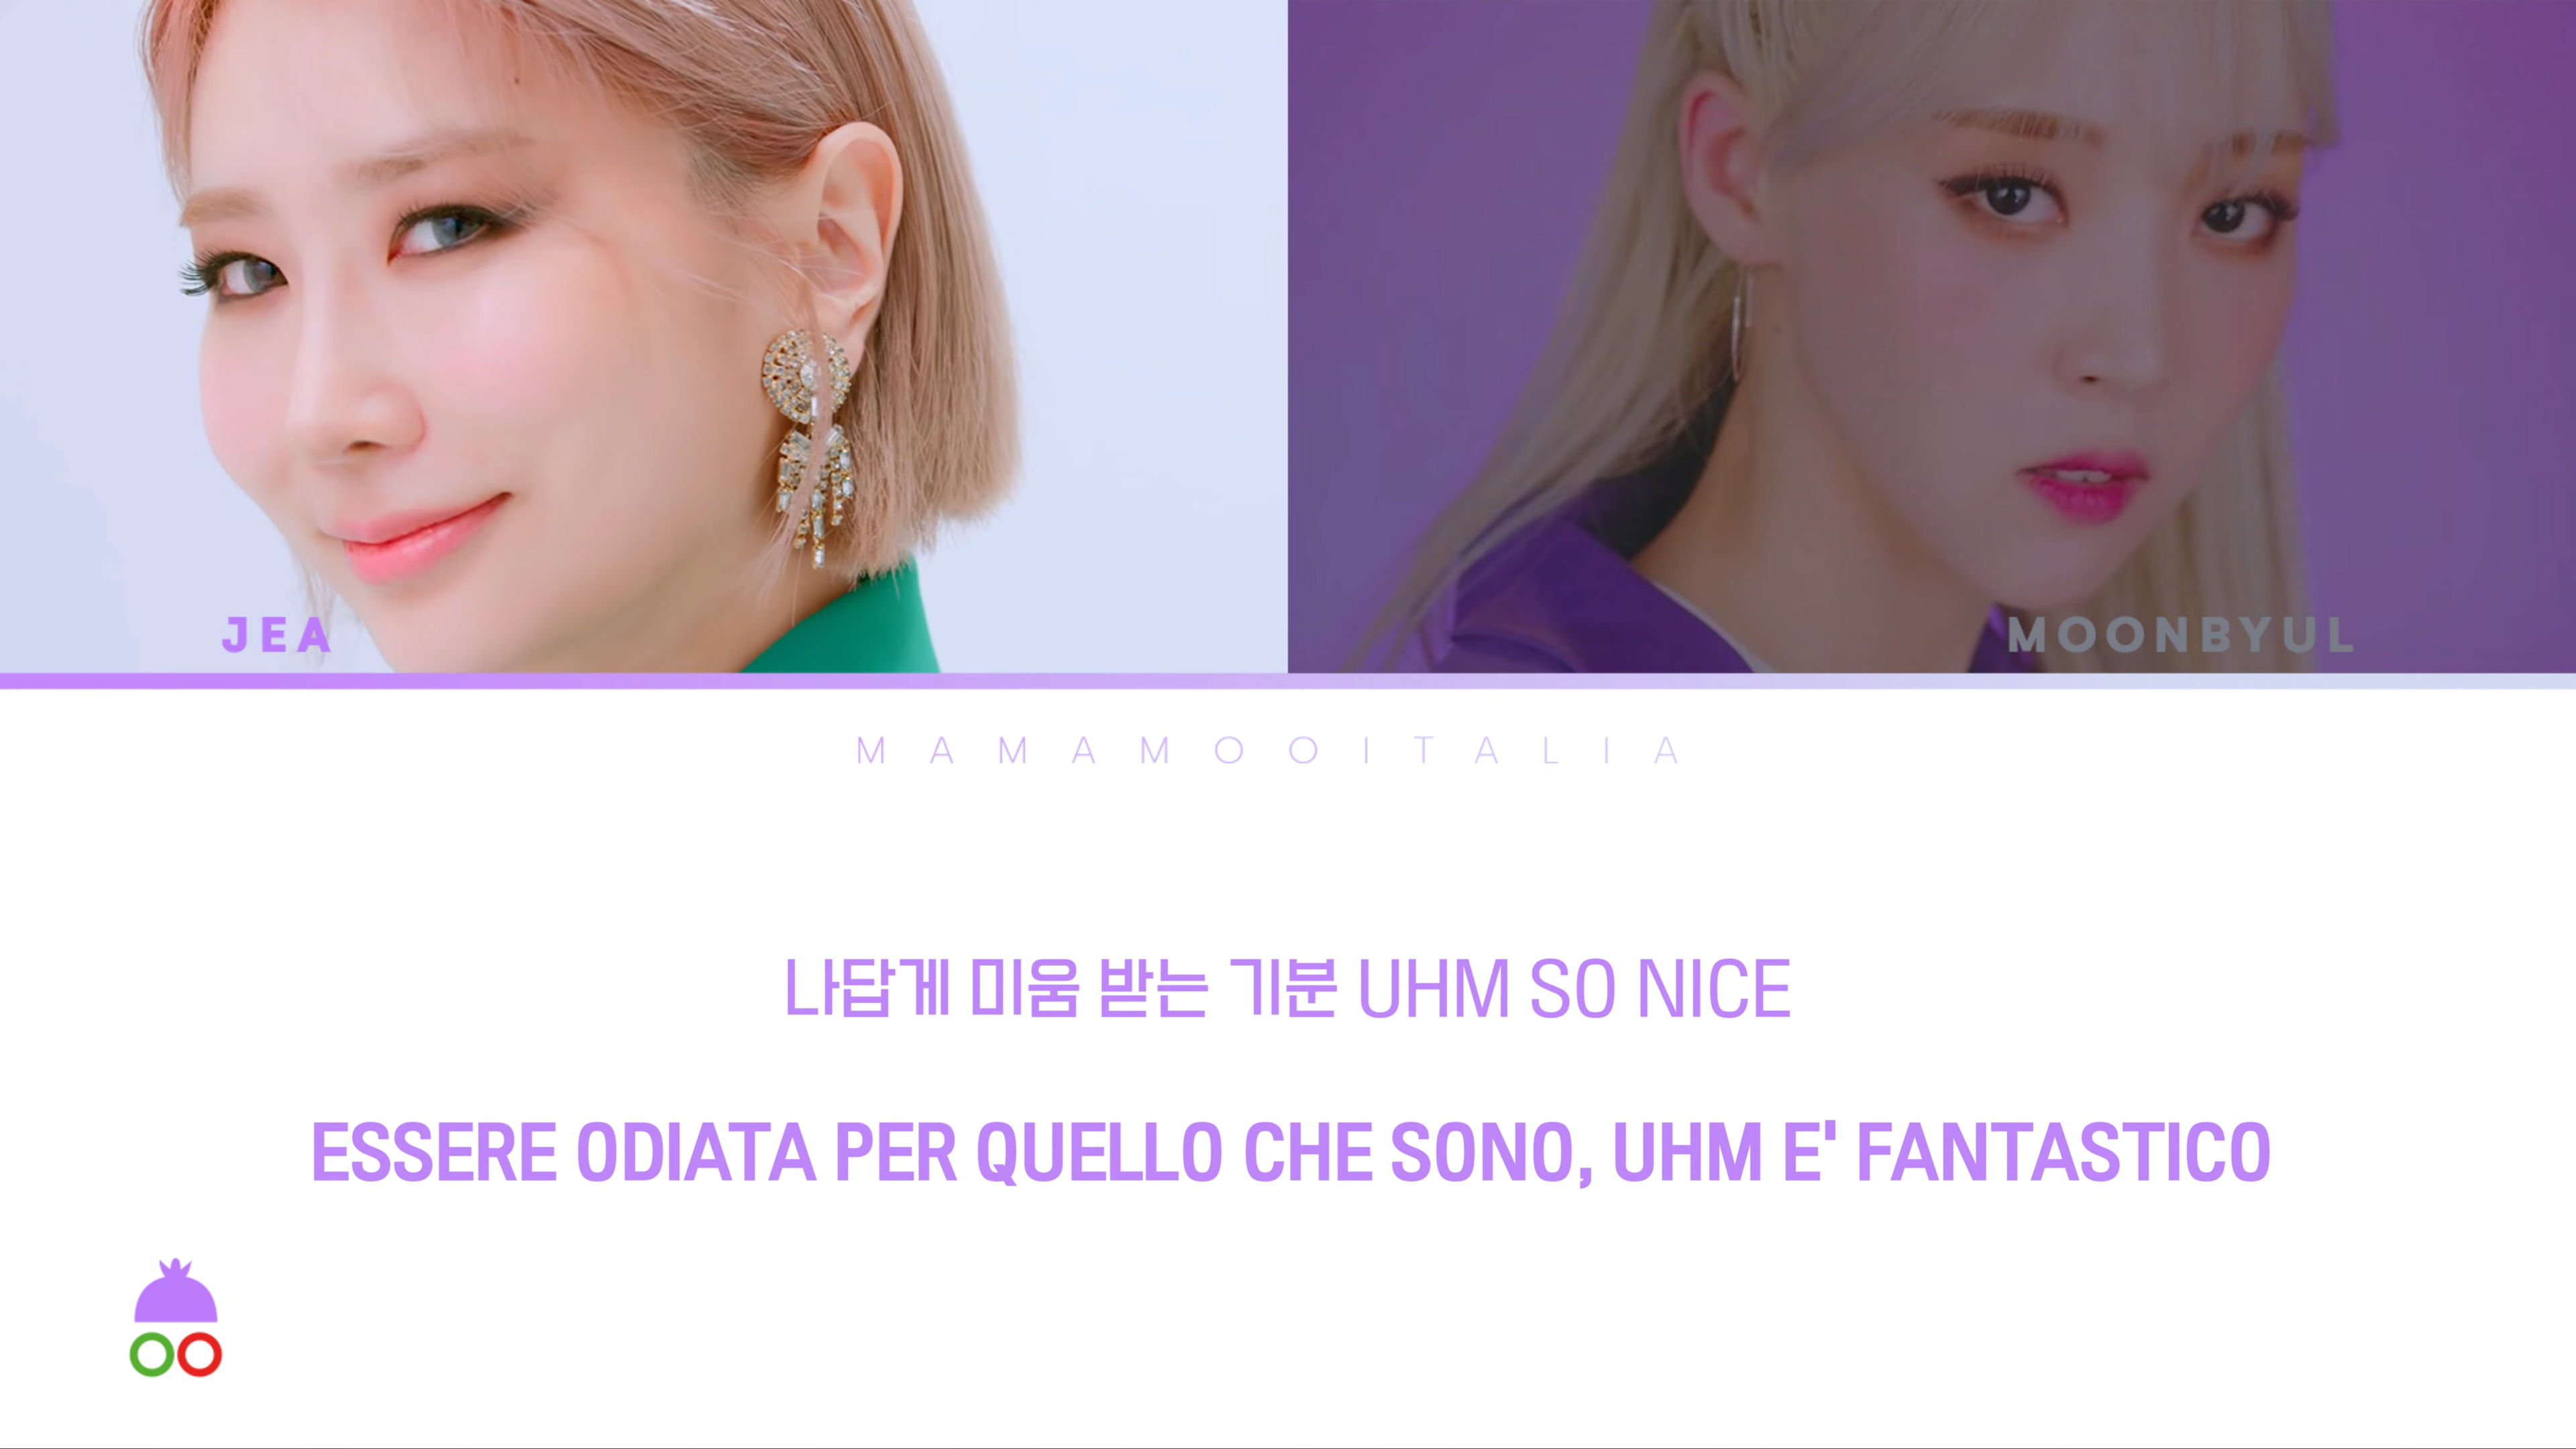 JEA
MOONBYUL
MAMAMOOITALIA
나답게 미움 받는 기분 UHM SO NICE
ESSERE ODIATA PER QUELLO CHE SONO, UHM E' FANTASTICO